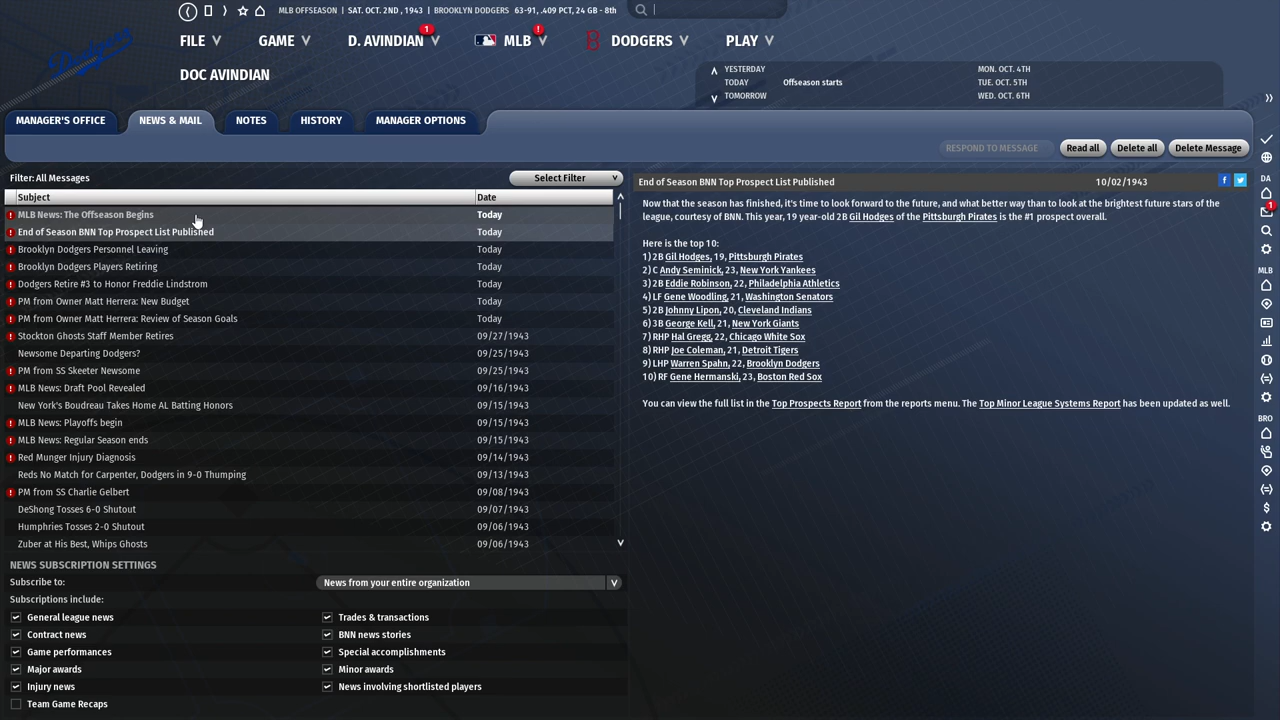 MLB OFFSEASON | SAT. OCT. 2ND , 1943 | BROOKLYN DODGERS 63-91, .409 PCT, 24 GB - 8th
FILE GAME D. AVINDIAN 1 MLB ! DODGERS PLAY
Dodgers
DOC AVINDIAN
YESTERDAY MON. OCT. 4TH
TODAY Offseason starts TUE. OCT. 5TH
TOMORROW WED. OCT. 6TH
MANAGER'S OFFICE NEWS & MAIL NOTES HISTORY MANAGER OPTIONS
RESPOND TO MESSAGE Read all Delete all Delete Message
Filter: All Messages Select Filter
Subject Date
MLB News: The Offseason Begins Today
End of Season BNN Top Prospect List Published Today
Brooklyn Dodgers Personnel Leaving Today
Brooklyn Dodgers Players Retiring Today
Dodgers Retire #3 to Honor Freddie Lindstrom Today
PM from Owner Matt Herrera: New Budget Today
PM from Owner Matt Herrera: Review of Season Goals Today
Stockton Ghosts Staff Member Retires 09/27/1943
Newsome Departing Dodgers? 09/25/1943
PM from SS Skeeter Newsome 09/25/1943
MLB News: Draft Pool Revealed 09/16/1943
New York's Boudreau Takes Home AL Batting Honors 09/15/1943
MLB News: Playoffs begin 09/15/1943
MLB News: Regular Season ends 09/15/1943
Red Munger Injury Diagnosis 09/14/1943
Reds No Match for Carpenter, Dodgers in 9-0 Thumping 09/13/1943
PM from SS Charlie Gelbert 09/08/1943
DeShong Tosses 6-0 Shutout 09/07/1943
Humphries Tosses 2-0 Shutout 09/06/1943
Zuber at His Best, Whips Ghosts 09/06/1943
NEWS SUBSCRIPTION SETTINGS
Subscribe to: News from your entire organization
Subscriptions include:
General league news Trades & transactions
Contract news BNN news stories
Game performances Special accomplishments
Major awards Minor awards
Injury news News involving shortlisted players
Team Game Recaps
End of Season BNN Top Prospect List Published 10/02/1943
Now that the season has finished, it's time to look forward to the future, and what better way than to look at the brightest future stars of the
league, courtesy of BNN. This year, 19 year-old 2B Gil Hodges of the Pittsburgh Pirates is the #1 prospect overall.
Here is the top 10:
1) 2B Gil Hodges, 19, Pittsburgh Pirates
2) C Andy Seminick, 23, New York Yankees
3) 2B Eddie Robinson, 22, Philadelphia Athletics
4) LF Gene Woodling, 21, Washington Senators
5) 2B Johnny Lipon, 20, Cleveland Indians
6) 3B George Kell, 21, New York Giants
7) RHP Hal Gregg, 22, Chicago White Sox
8) RHP Joe Coleman, 21, Detroit Tigers
9) LHP Warren Spahn, 22, Brooklyn Dodgers
10) RF Gene Hermanski, 23, Boston Red Sox
You can view the full list in the Top Prospects Report from the reports menu. The Top Minor League Systems Report has been updated as well.
DA
1
MLB
BRO